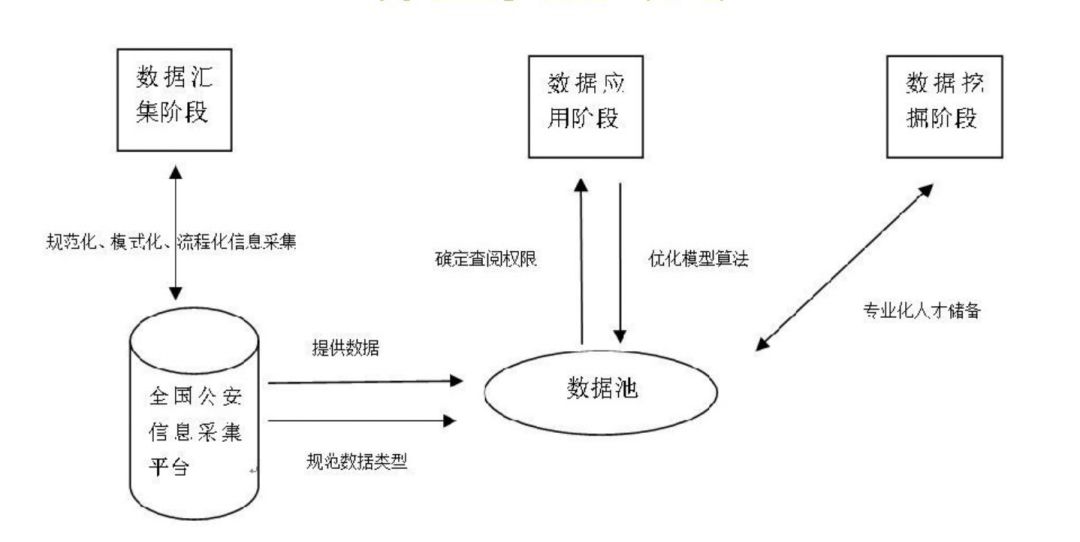 数据汇
集阶段
数据应
用阶段
数据挖
掘阶段
规范化、模式化、流程化信息采集
确定查阅权限
优化模型算法
专业化人才储备
提供数据
全国公安
信息采集
平台
数据池
规范数据类型